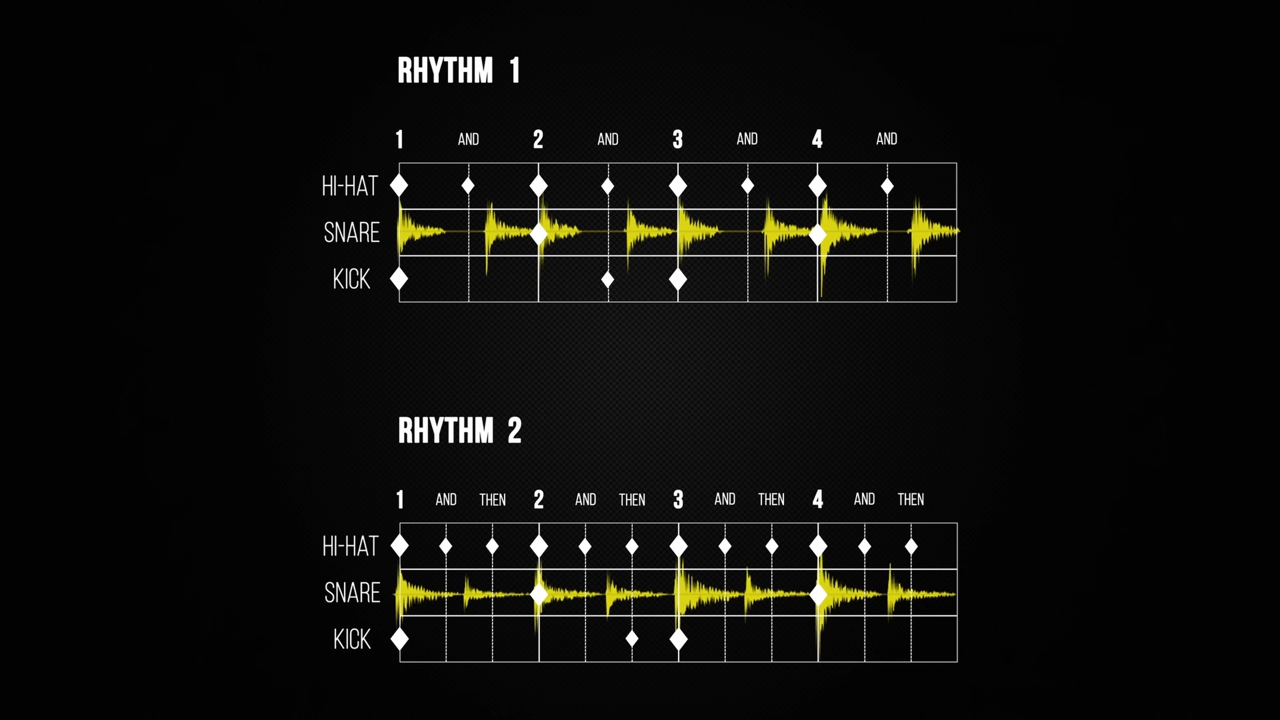 RHYTHM 1
1 AND 2 AND 3 AND 4 AND
HI-HAT
SNARE
KICK
RHYTHM 2
1 AND THEN 2 AND THEN 3 AND THEN 4 AND THEN
HI-HAT
SNARE
KICK